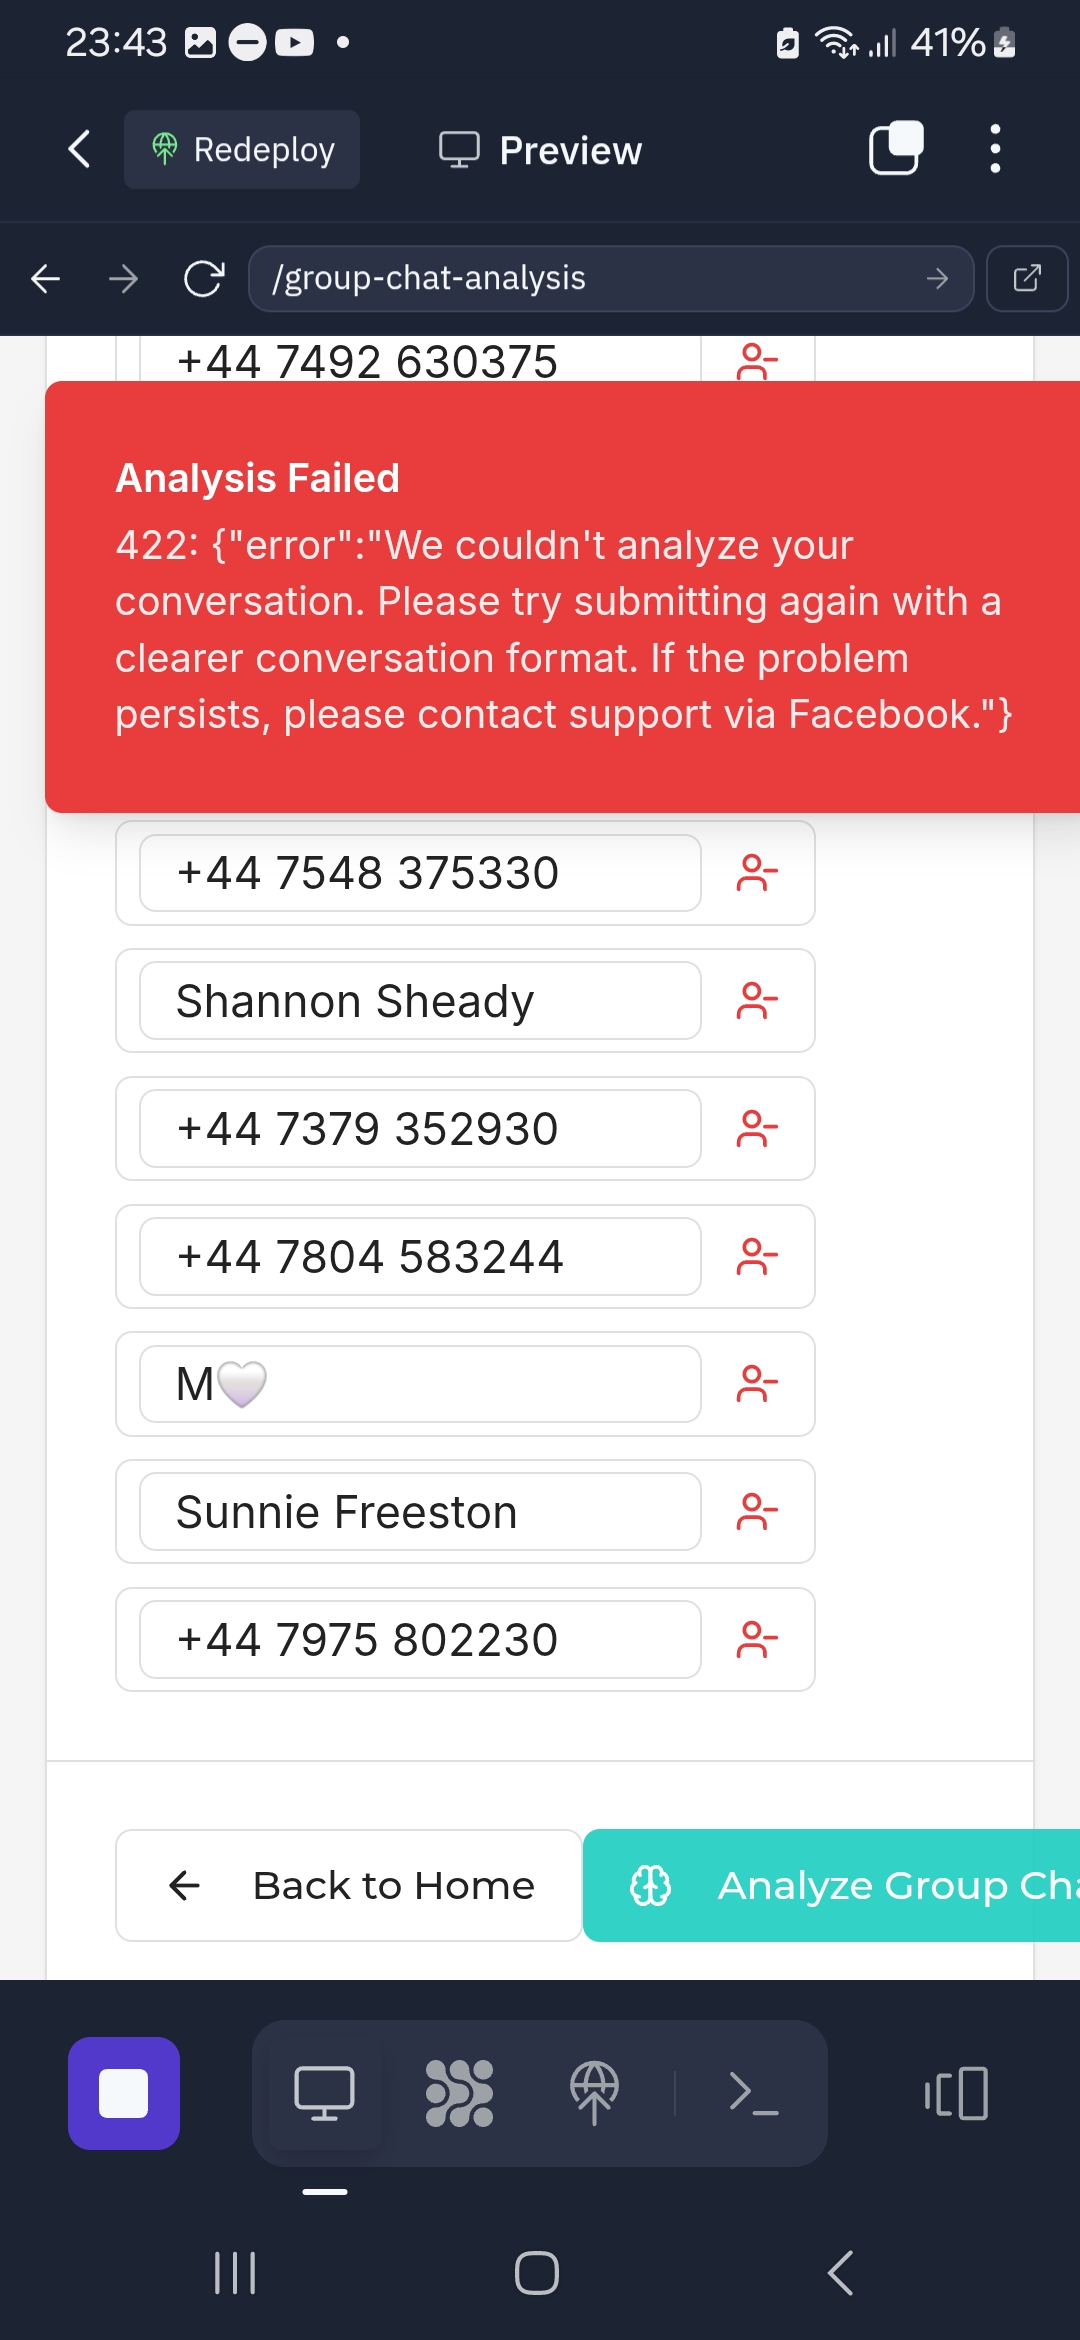 23:43
41%
Redeploy
Preview
/group-chat-analysis
+44 7492 630375
Analysis Failed
422: {"error":"We couldn't analyze your
conversation. Please try submitting again with a
clearer conversation format. If the problem
persists, please contact support via Facebook."}
+44 7548 375330
Shannon Sheady
+44 7379 352930
+44 7804 583244
M🤍
Sunnie Freeston
+44 7975 802230
Back to Home
Analyze Group Cha